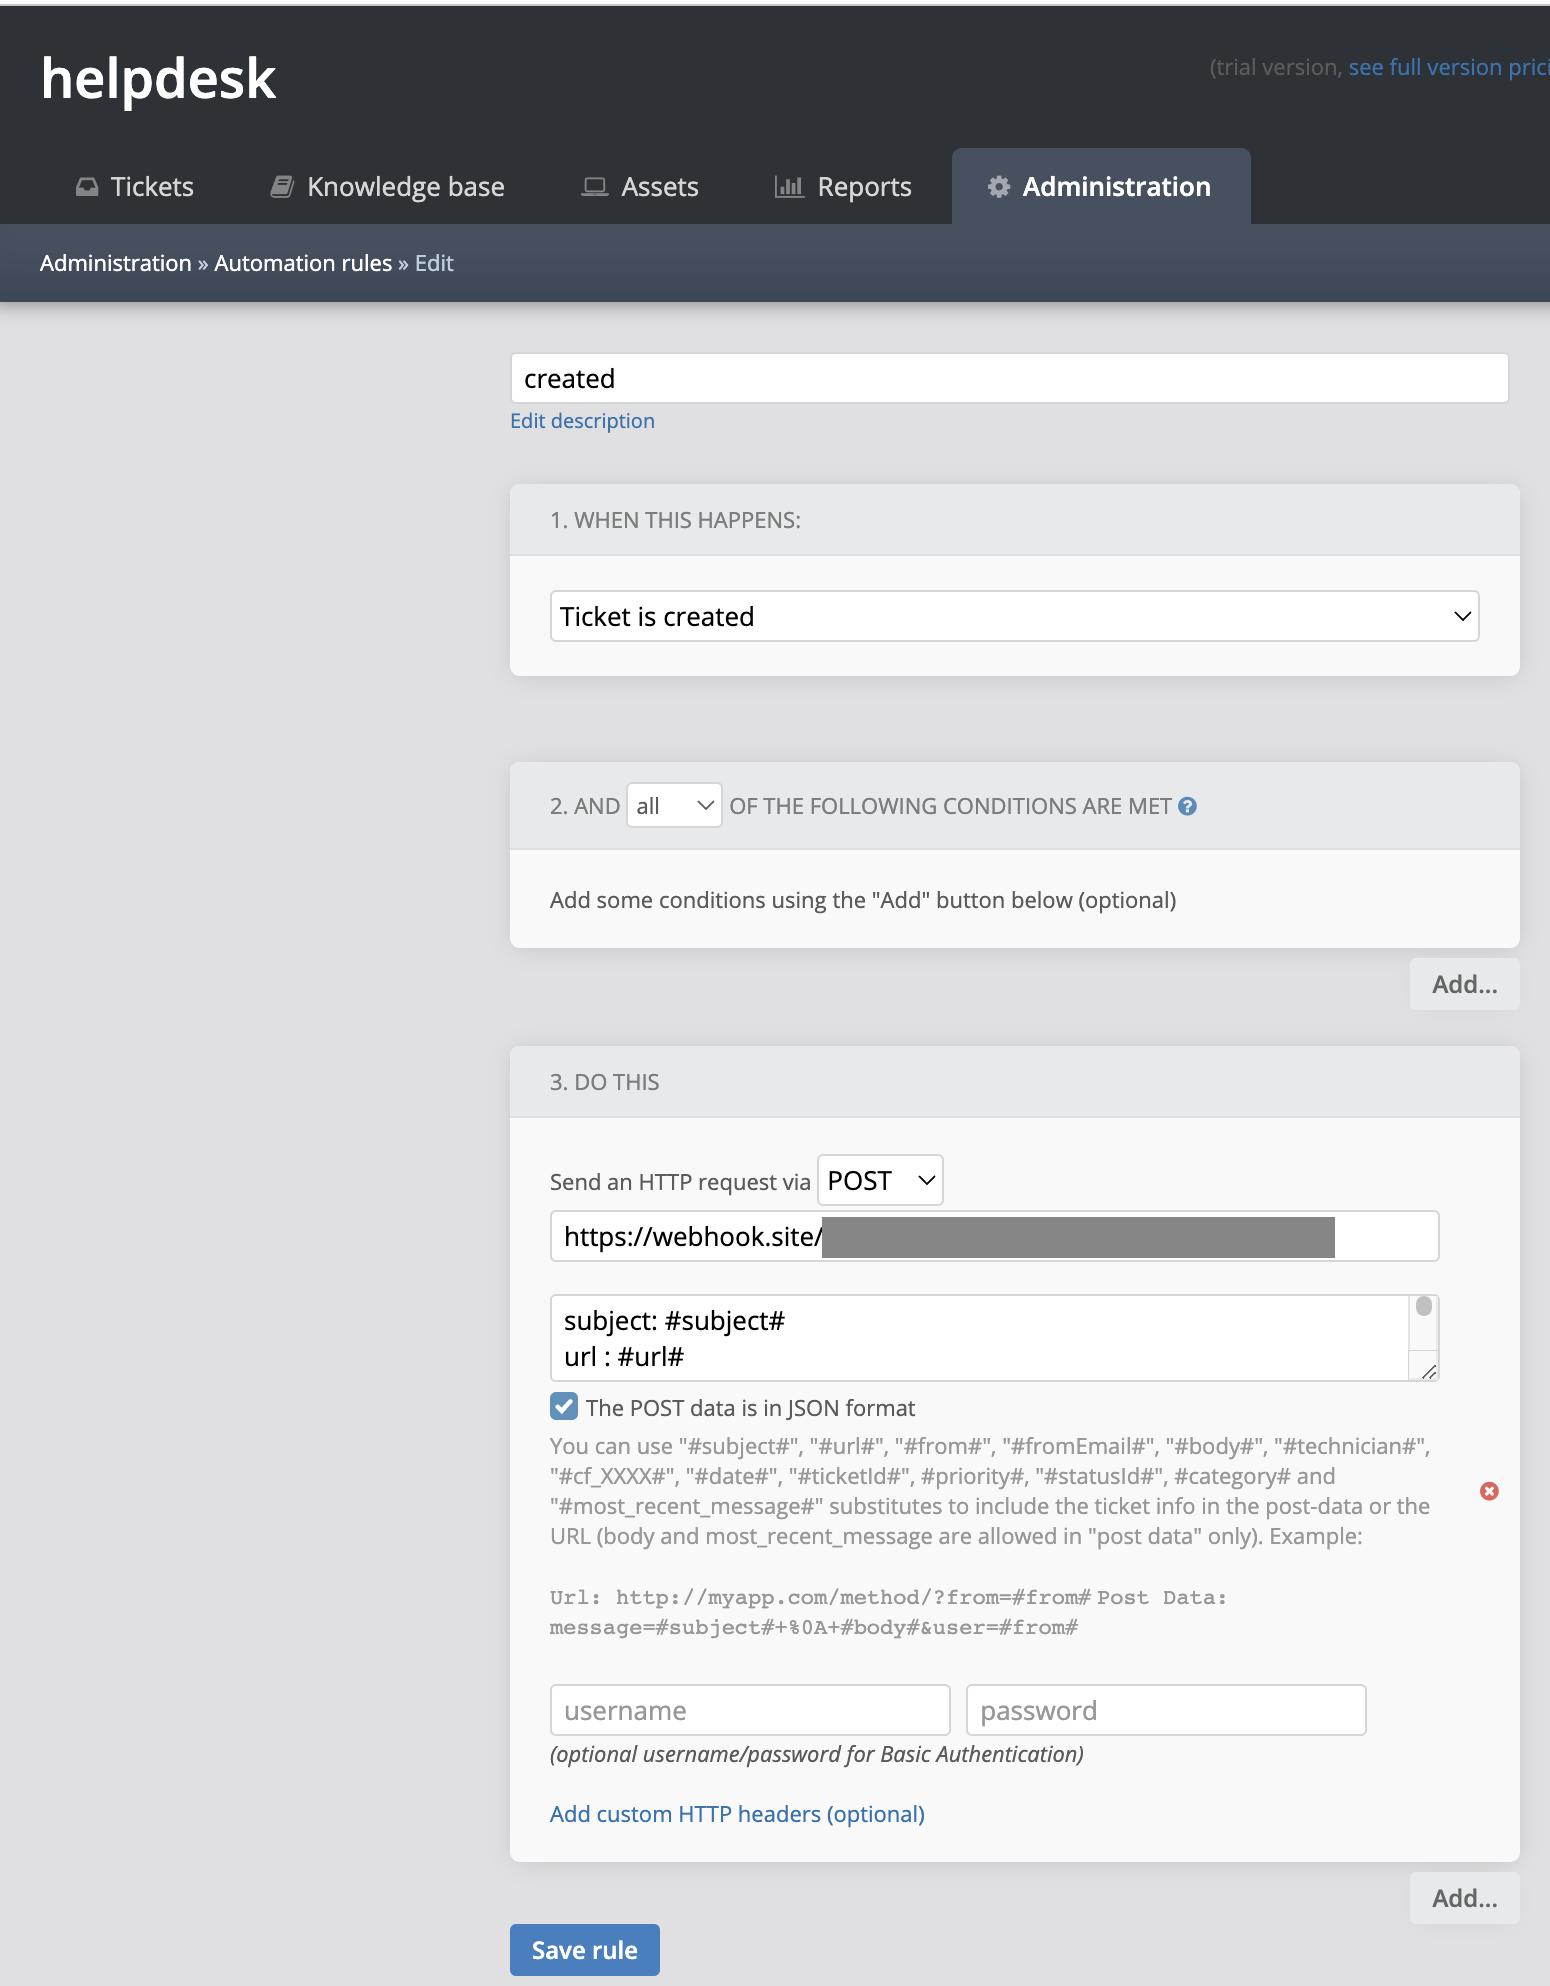 helpdesk
(trial version, see full version prici
Tickets
Knowledge base
Assets
Reports
Administration
Administration » Automation rules » Edit
created
Edit description
1. WHEN THIS HAPPENS:
Ticket is created
2. AND all OF THE FOLLOWING CONDITIONS ARE MET ?
Add some conditions using the "Add" button below (optional)
Add...
3. DO THIS
Send an HTTP request via POST
https://webhook.site/
subject: #subject#
url : #url#
The POST data is in JSON format
You can use "#subject#", "#url#", "#from#", "#fromEmail#", "#body#", "#technician#",
"#cf_XXXX#", "#date#", "#ticketId#", #priority#, "#statusId#", #category# and
"#most_recent_message#" substitutes to include the ticket info in the post-data or the
URL (body and most_recent_message are allowed in "post data" only). Example:
Url: http://myapp.com/method/?from=#from# Post Data:
message=#subject#+%0A+#body#&user=#from#
username
password
(optional username/password for Basic Authentication)
Add custom HTTP headers (optional)
Add...
Save rule